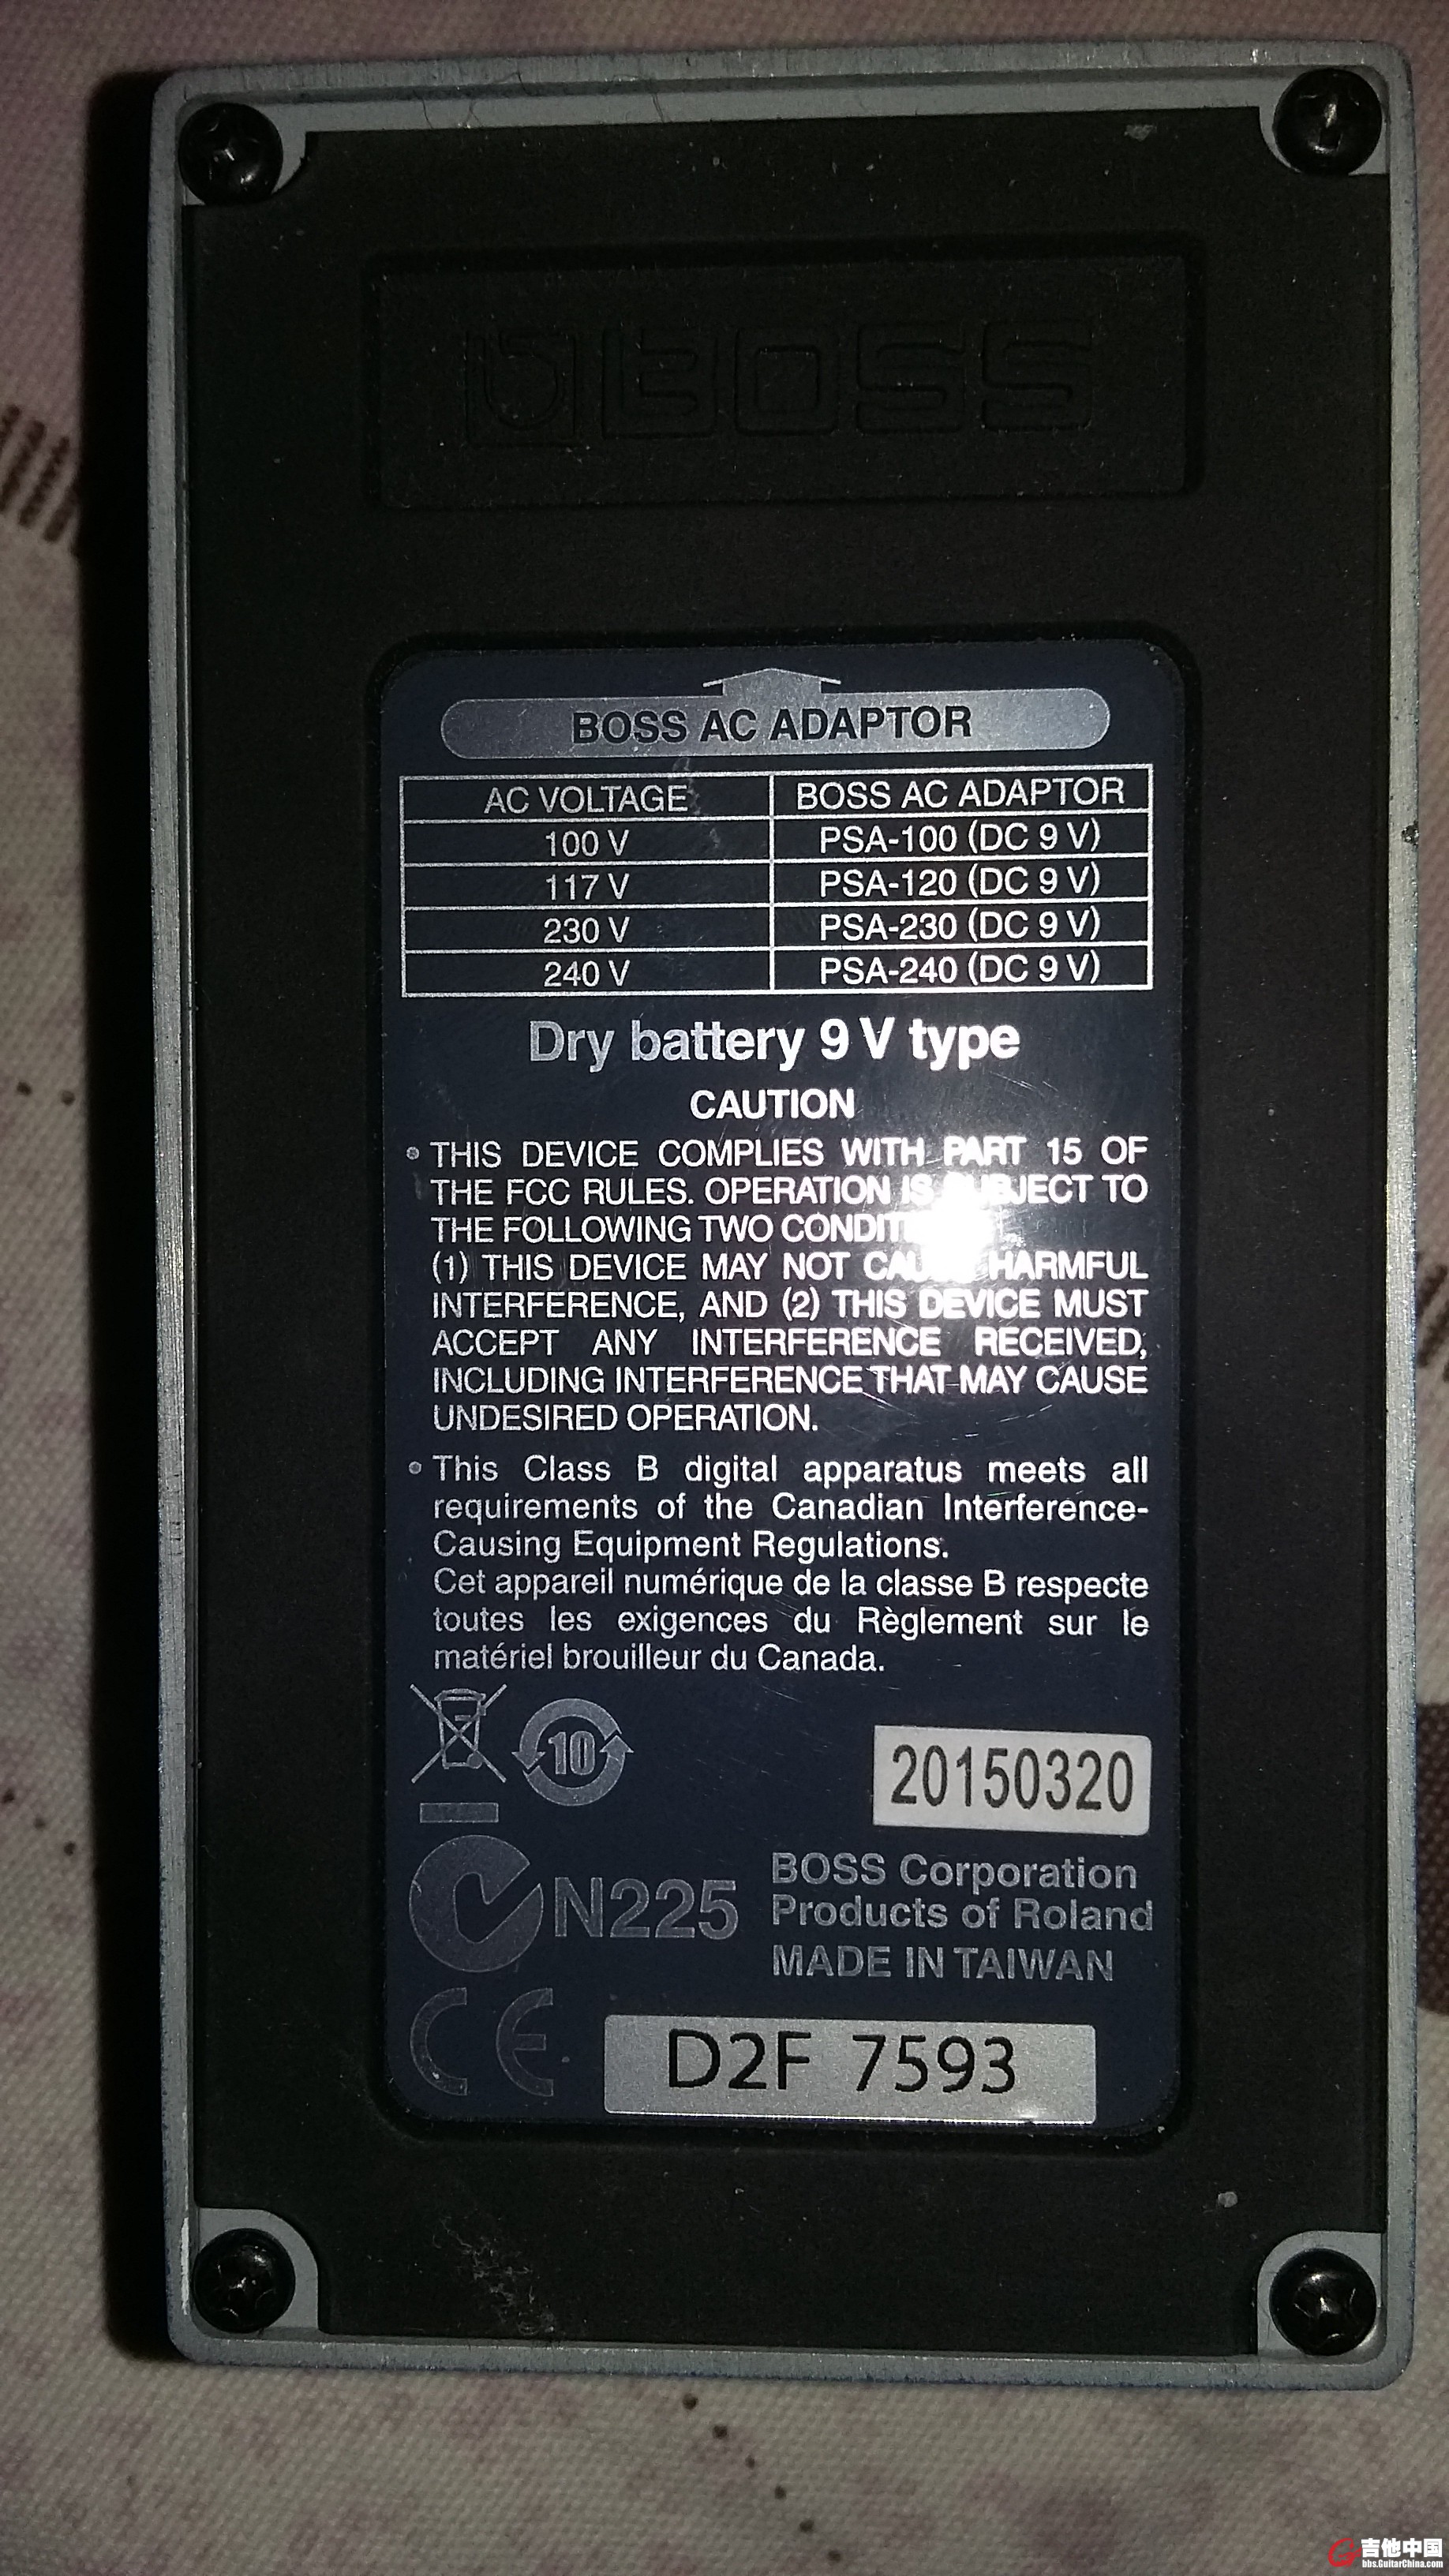 BOSS
BOSS AC ADAPTOR
AC VOLTAGE BOSS AC ADAPTOR
100 V PSA-100 (DC 9 V)
117 V PSA-120 (DC 9 V)
230 V PSA-230 (DC 9 V)
240 V PSA-240 (DC 9 V)
Dry battery 9 V type
CAUTION
• THIS DEVICE COMPLIES WITH PART 15 OF
THE FCC RULES. OPERATION IS SUBJECT TO
THE FOLLOWING TWO
(1) THIS DEVICE MAY NOT CAUSE HARMFUL
INTERFERENCE, AND (2) THIS DEVICE MUST
ACCEPT ANY INTERFERENCE RECEIVED,
INCLUDING INTERFERENCE THAT MAY CAUSE
UNDESIRED OPERATION.
• This Class B digital apparatus meets all
requirements of the Canadian Interference-
Causing Equipment Regulations.
Cet appareil numérique de la classe B respecte
toutes les exigences du Règlement sur le
matériel brouilleur du Canada.
10
20150320
N225
BOSS Corporation
Products of Roland
MADE IN TAIWAN
CE
D2F 7593
吉他中国
bbs.GuitarChina.com